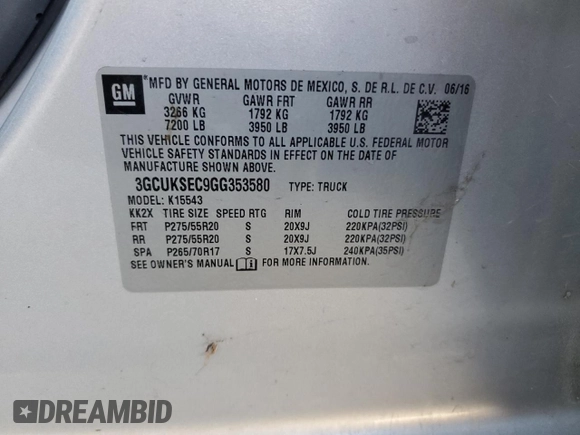 GM
*MFD BY GENERAL MOTORS DE MEXICO, S. DE R.L. DE C.V. 06/16
GVWR GAWR FRT GAWR RR
3266 KG 1792 KG 1792 KG
7200 LB 3950 LB 3950 LB
THIS VEHICLE CONFORMS TO ALL APPLICABLE U.S. FEDERAL MOTOR
VEHICLE SAFETY STANDARDS IN EFFECT ON THE DATE OF
MANUFACTURE SHOWN ABOVE.
3GCUKSEC9GG353580 TYPE: TRUCK
MODEL: K15543
KK2X TIRE SIZE SPEED RTG RIM COLD TIRE PRESSURE
FRT P275/55R20 S 20X9J 220KPA(32PSI)
RR P275/55R20 S 20X9J 220KPA(32PSI)
SPA P265/70R17 S 17X7.5J 240KPA(35PSI)
SEE OWNER'S MANUAL FOR MORE INFORMATION
DREAMBID